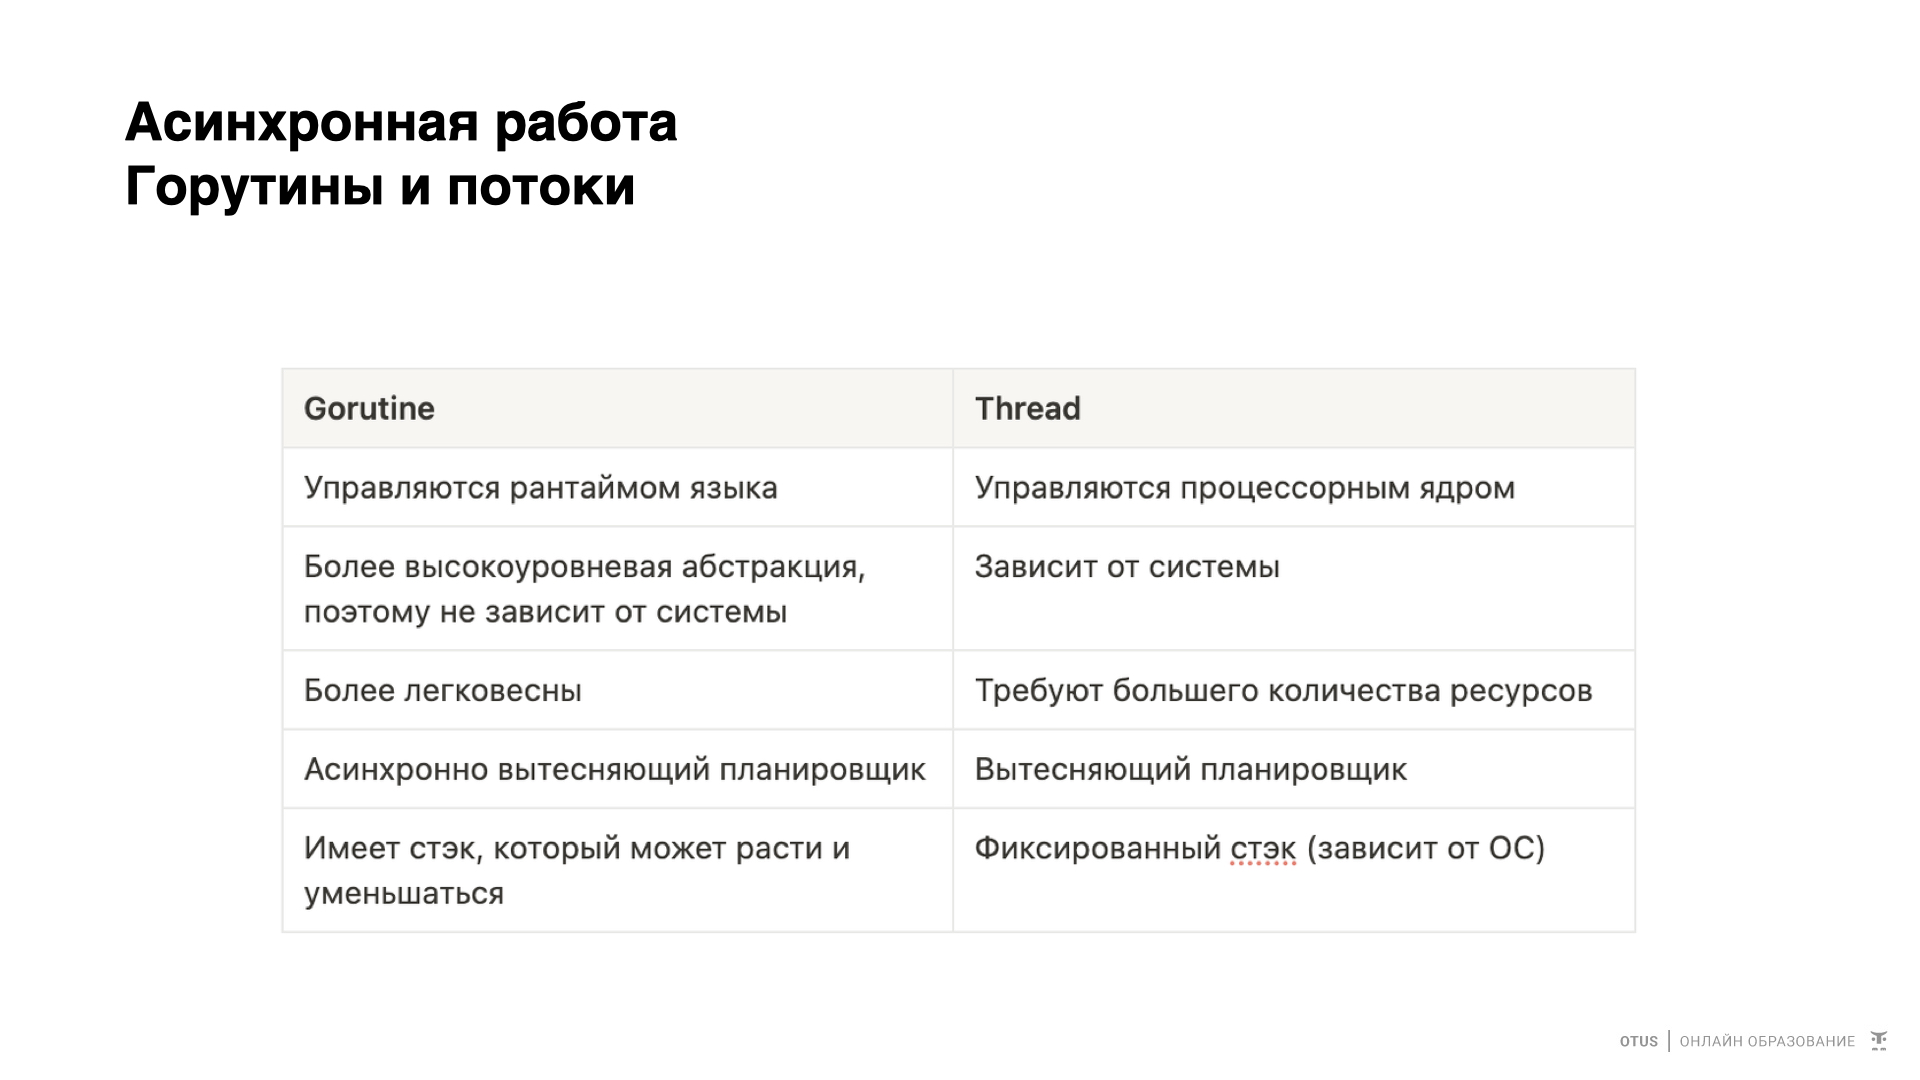 Асинхронная работа
Горутины и потоки
Gorutine
Thread
Управляются рантаймом языка
Управляются процессорным ядром
Более высокоуровневая абстракция,
поэтому не зависит от системы
Зависит от системы
Более легковесны
Требуют большего количества ресурсов
Асинхронно вытесняющий планировщик
Вытесняющий планировщик
Имеет стэк, который может расти и
уменьшаться
Фиксированный стэк (зависит от ОС)
OTUS | ОНЛАЙН ОБРАЗОВАНИЕ